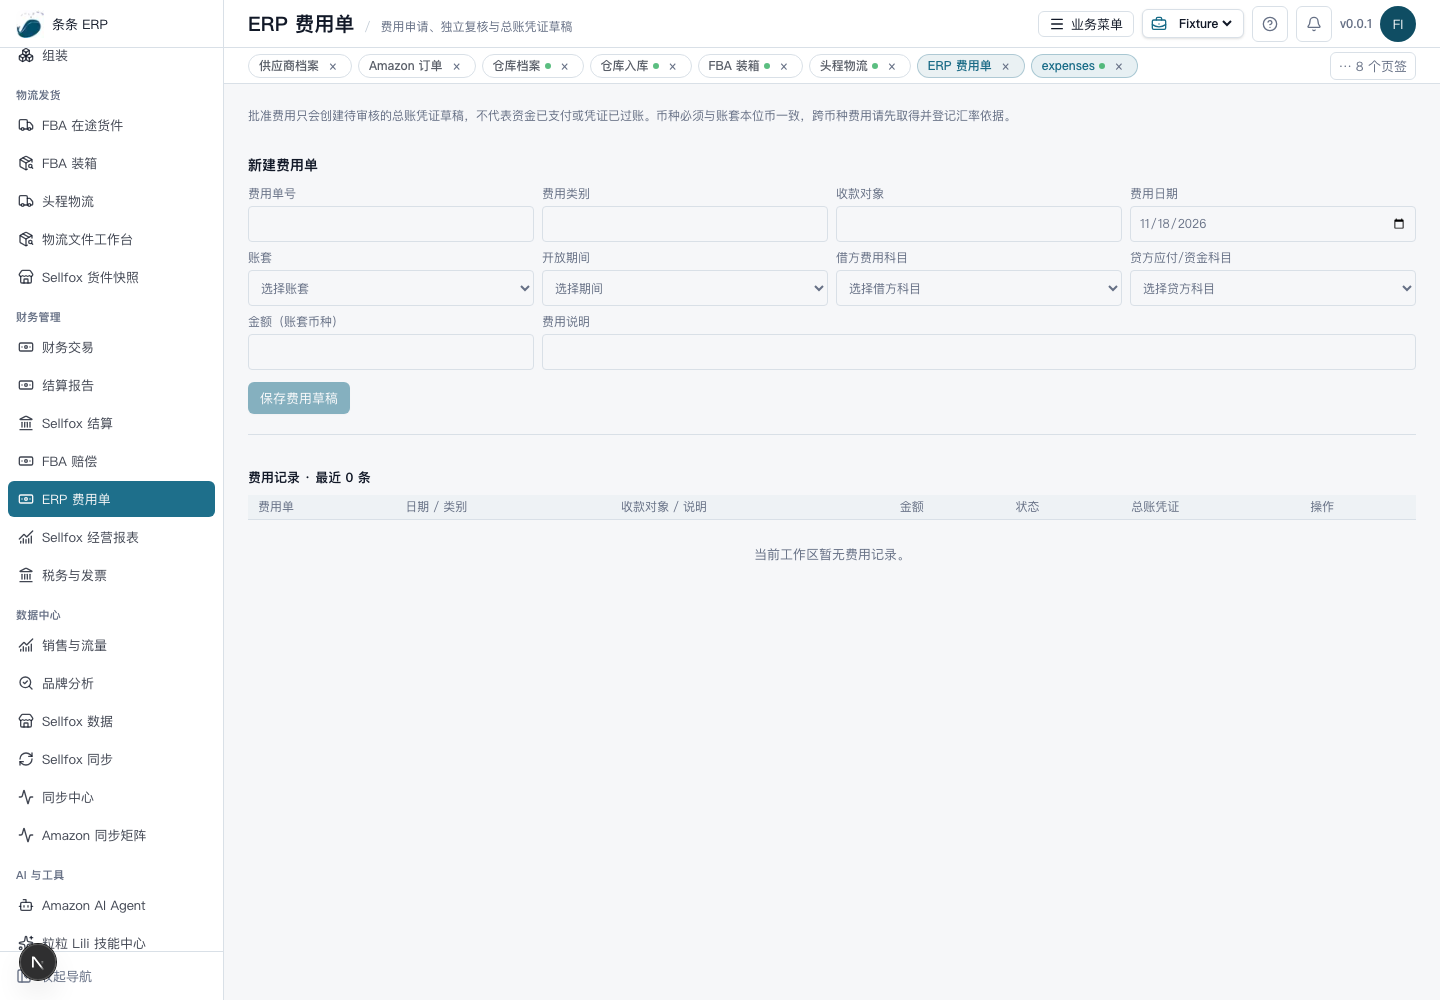 条条 ERP
组装
物流发货
FBA 在途货件
FBA 装箱
头程物流
物流文件工作台
Sellfox 货件快照
财务管理
财务交易
结算报告
Sellfox 结算
FBA 赔偿
ERP 费用单
Sellfox 经营报表
税务与发票
数据中心
销售与流量
品牌分析
Sellfox 数据
Sellfox 同步
同步中心
Amazon 同步矩阵
AI 与工具
Amazon AI Agent
粒粒 Lili 技能中心
起导航
ERP 费用单 / 费用申请、独立复核与总账凭证草稿
业务菜单
Fixture
v0.0.1
FI
供应商档案 × Amazon 订单 × 仓库档案 × 仓库入库 × FBA 装箱 × 头程物流 × ERP 费用单 × expenses ×
··· 8 个页签
批准费用只会创建待审核的总账凭证草稿，不代表资金已支付或凭证已过账。币种必须与账套本位币一致，跨币种费用请先取得并登记汇率依据。
新建费用单
费用单号 费用类别 收款对象 费用日期
11/18/2026
账套 开放期间 借方费用科目 贷方应付/资金科目
选择账套 选择期间 选择借方科目 选择贷方科目
金额（账套币种） 费用说明
保存费用草稿
费用记录 · 最近 0 条
费用单 日期 / 类别 收款对象 / 说明 金额 状态 总账凭证 操作
当前工作区暂无费用记录。